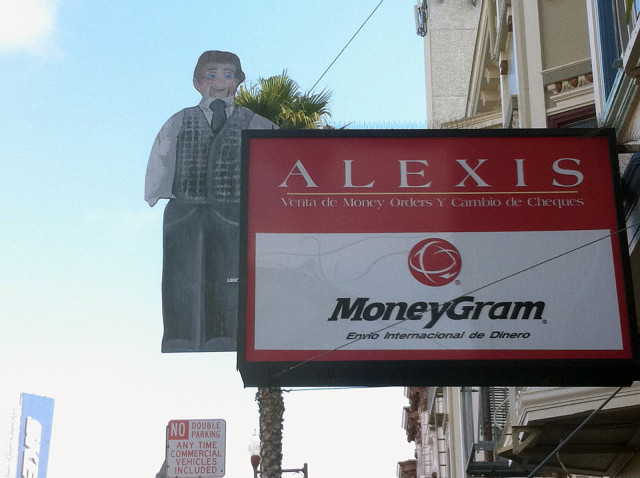 ALEXIS
Venta de Money Orders Y Cambio de Cheques
MoneyGram
Envio Internacional de Dinero
NO DOUBLE PARKING
ANY TIME
COMMERCIAL
VEHICLES
INCLUDED